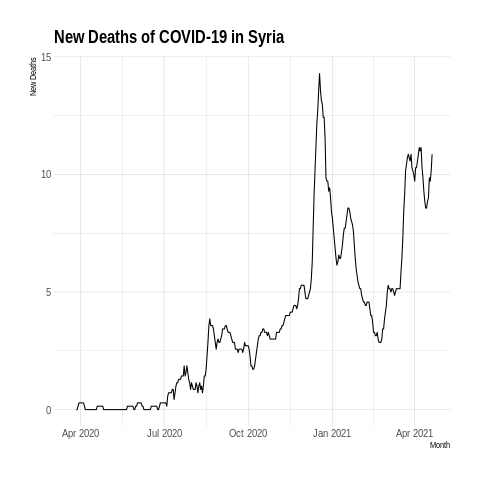 New Deaths of COVID-19 in Syria
New Deaths
15
10
5
0
Apr 2020 Jul 2020 Oct 2020 Jan 2021 Apr 2021
Month